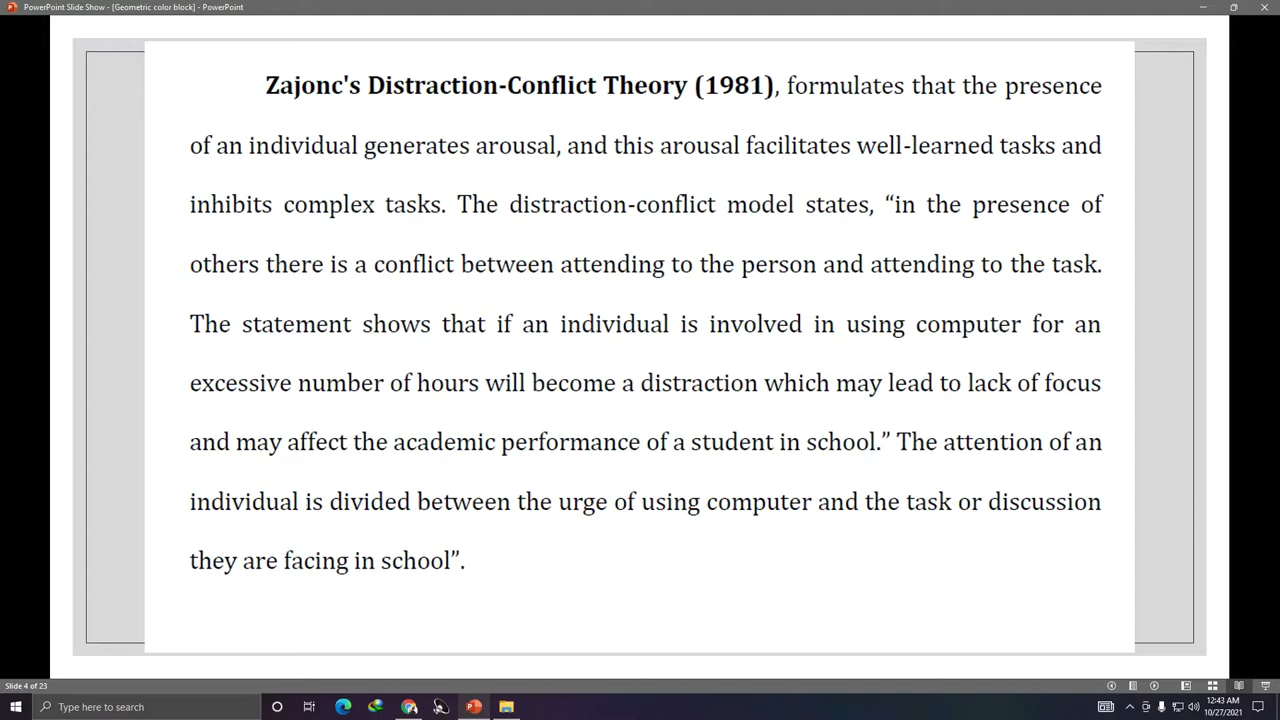 PowerPoint Slide Show - [Geometric color block] - PowerPoint
Zajonc's Distraction-Conflict Theory (1981), formulates that the presence
of an individual generates arousal, and this arousal facilitates well-learned tasks and
inhibits complex tasks. The distraction-conflict model states, “in the presence of
others there is a conflict between attending to the person and attending to the task.
The statement shows that if an individual is involved in using computer for an
excessive number of hours will become a distraction which may lead to lack of focus
and may affect the academic performance of a student in school.” The attention of an
individual is divided between the urge of using computer and the task or discussion
they are facing in school”.
Slide 4 of 23
Type here to search
12:43 AM
10/27/2021